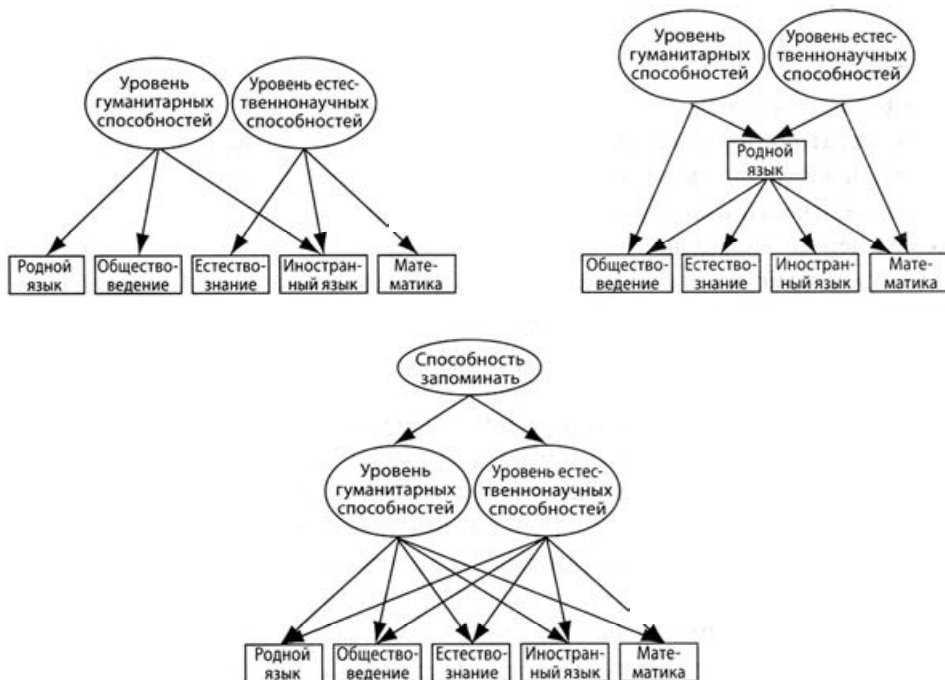 Уровень
гуманитарных
способностей
Уровень естес-
твеннонаучных
способностей
Родной
язык
Общество-
ведение
Естество-
знание
Иностран-
ный язык
Мате-
матика
Уровень
гуманитарных
способностей
Уровень естес-
твеннонаучных
способностей
Родной
язык
Общество-
ведение
Естество-
знание
Иностран-
ный язык
Мате-
матика
Способность
запоминать
Уровень
гуманитарных
способностей
Уровень естес-
твеннонаучных
способностей
Родной
язык
Общество-
ведение
Естество-
знание
Иностран-
ный язык
Мате-
матика